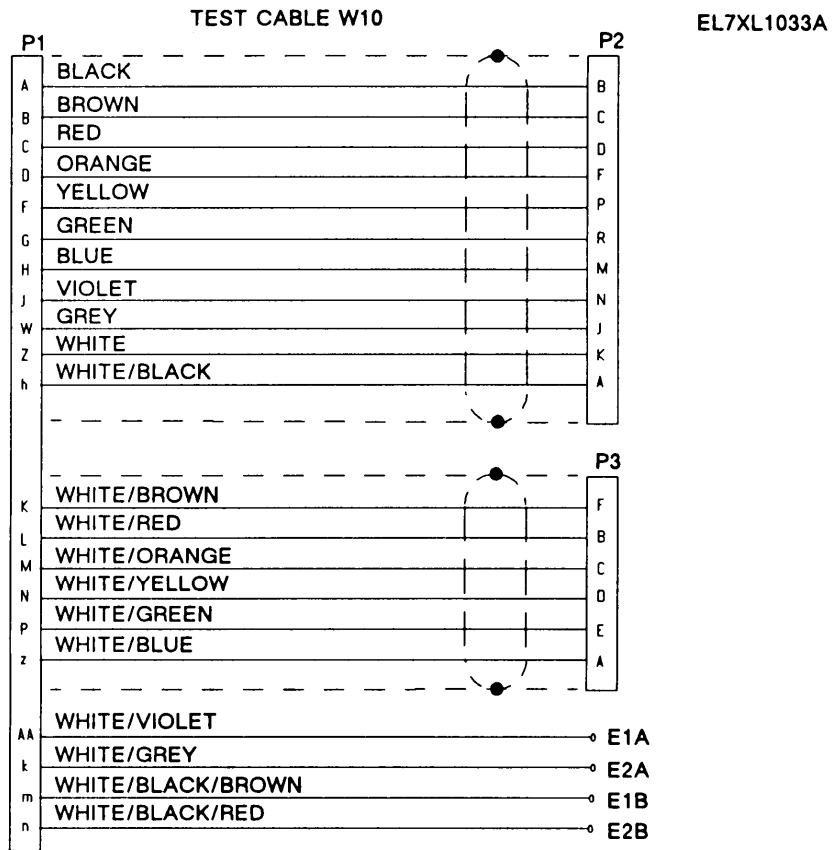 TEST CABLE W10 EL7XL1033A
P1 P2
A BLACK B
B BROWN C
C RED D
D ORANGE F
F YELLOW P
G GREEN R
H BLUE M
J VIOLET N
W GREY J
Z WHITE K
h WHITE/BLACK A
P3
K WHITE/BROWN F
L WHITE/RED B
M WHITE/ORANGE C
N WHITE/YELLOW D
P WHITE/GREEN E
z WHITE/BLUE A
AA WHITE/VIOLET E1A
k WHITE/GREY E2A
m WHITE/BLACK/BROWN E1B
n WHITE/BLACK/RED E2B